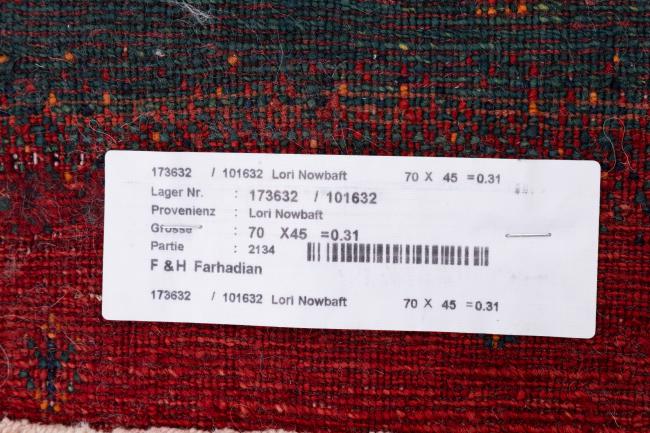 173632 / 101632 Lori Nowbaft 70 X 45 =0.31
Lager Nr. : 173632 / 101632
Provenienz : Lori Nowbaft
Grösse : 70 X45 =0.31
Partie : 2134
F & H Farhadian
173632 / 101632 Lori Nowbaft 70 X 45 =0.31